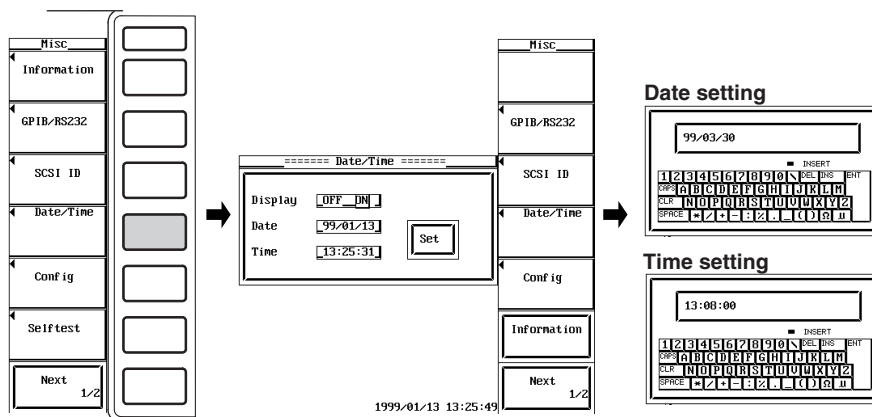 Misc
Information
GPIB/RS232
SCSI ID
Date/Time
Config
Selftest
Next
1/2
======= Date/Time =======
Display OFF ON
Date 99/01/13
Time 13:25:31
Set
1999/01/13 13:25:49
Misc
GPIB/RS232
SCSI ID
Date/Time
Config
Information
Next
1/2
Date setting
99/03/30
INSERT
1 2 3 4 5 6 7 8 9 0 \ DEL INS ENT
CAPS A B C D E F G H I J K L M
CLR N O P Q R S T U V W X Y Z
SPACE * / + - : % . _ ( ) Ω µ
Time setting
13:08:00
INSERT
1 2 3 4 5 6 7 8 9 0 \ DEL INS ENT
CAPS A B C D E F G H I J K L M
CLR N O P Q R S T U V W X Y Z
SPACE * / + - : % . _ ( ) Ω µ